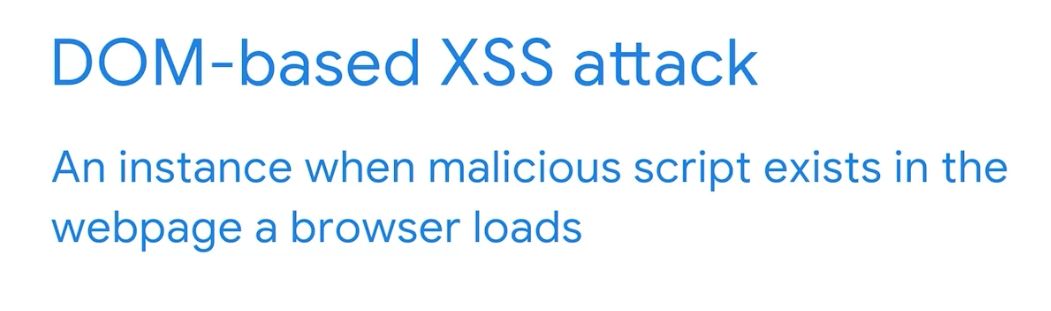 DOM-based XSS attack
An instance when malicious script exists in the
webpage a browser loads